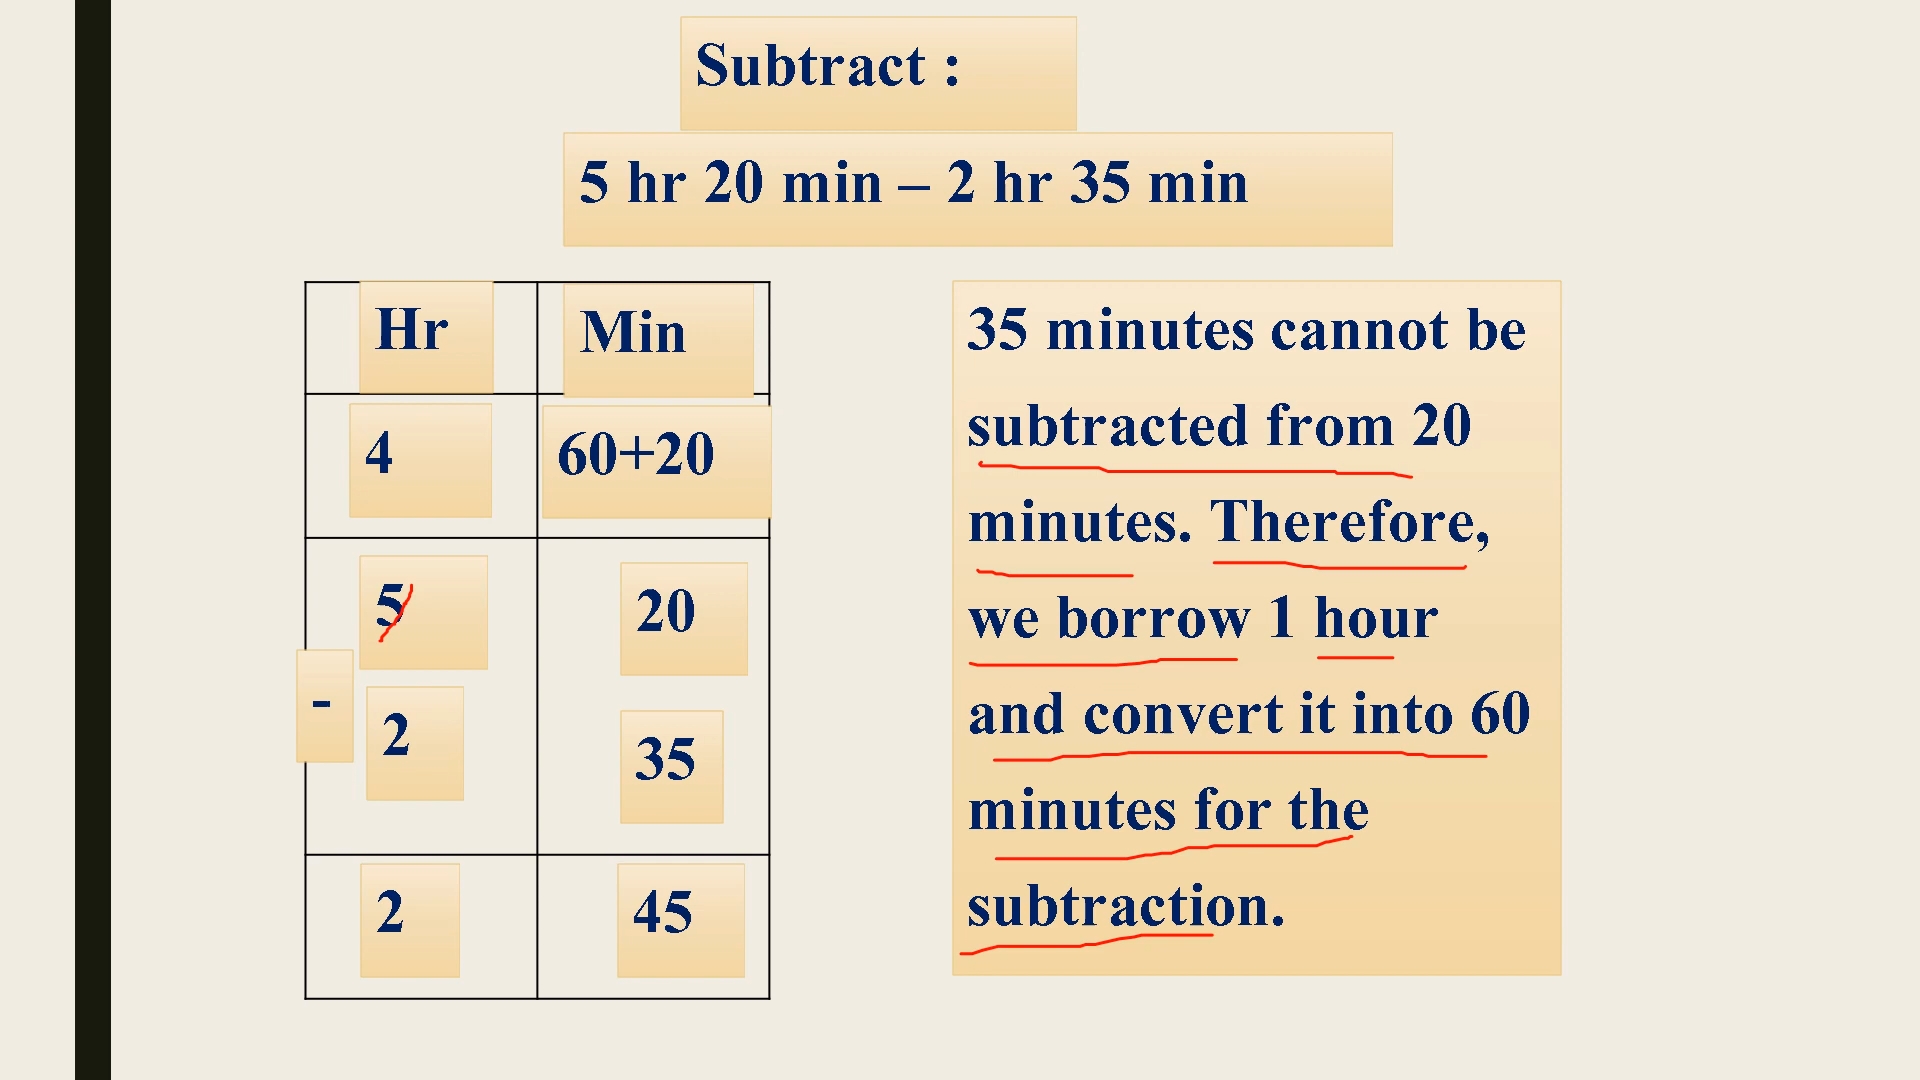 Subtract :
5 hr 20 min – 2 hr 35 min
Hr Min
4 60+20
5 20
- 2 35
2 45
35 minutes cannot be
subtracted from 20
minutes. Therefore,
we borrow 1 hour
and convert it into 60
minutes for the
subtraction.